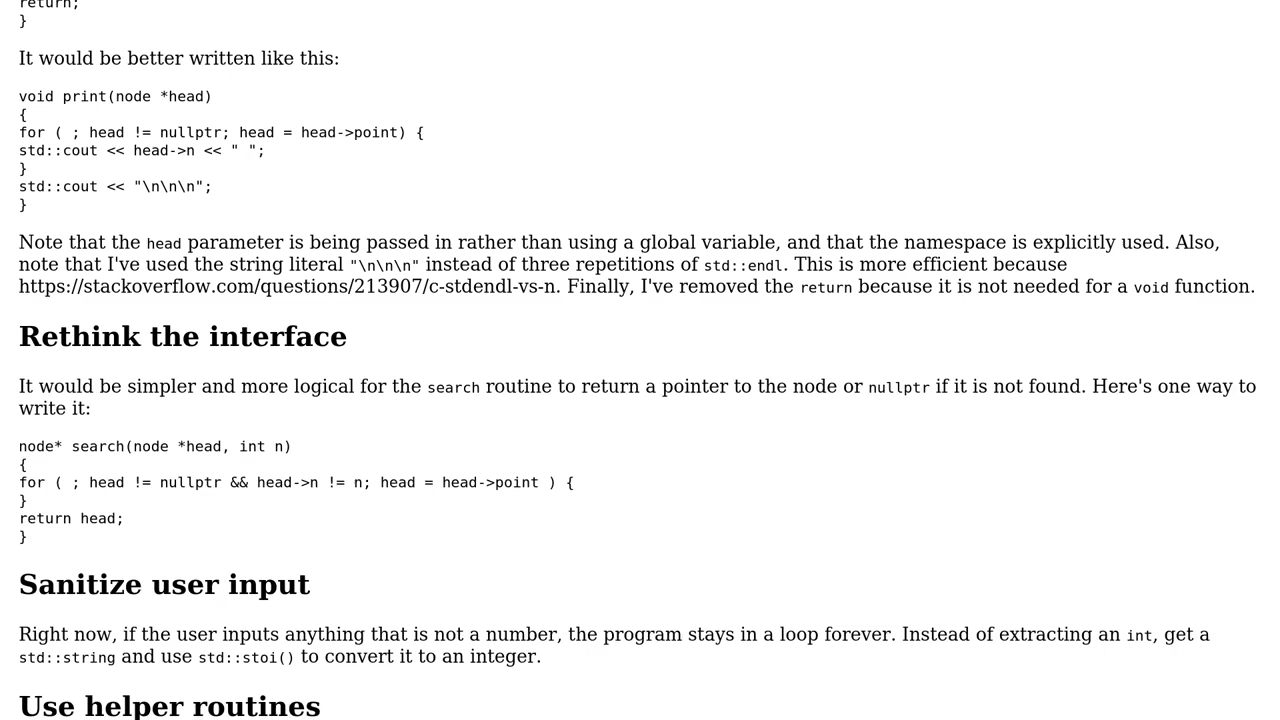 return;
}
It would be better written like this:
void print(node *head)
{
for ( ; head != nullptr; head = head->point) {
std::cout << head->n << " ";
}
std::cout << "\n\n\n";
}
Note that the head parameter is being passed in rather than using a global variable, and that the namespace is explicitly used. Also,
note that I've used the string literal "\n\n\n" instead of three repetitions of std::endl. This is more efficient because
https://stackoverflow.com/questions/213907/c-stdendl-vs-n. Finally, I've removed the return because it is not needed for a void function.
Rethink the interface
It would be simpler and more logical for the search routine to return a pointer to the node or nullptr if it is not found. Here's one way to
write it:
node* search(node *head, int n)
{
for ( ; head != nullptr && head->n != n; head = head->point ) {
}
return head;
}
Sanitize user input
Right now, if the user inputs anything that is not a number, the program stays in a loop forever. Instead of extracting an int, get a
std::string and use std::stoi() to convert it to an integer.
Use helper routines